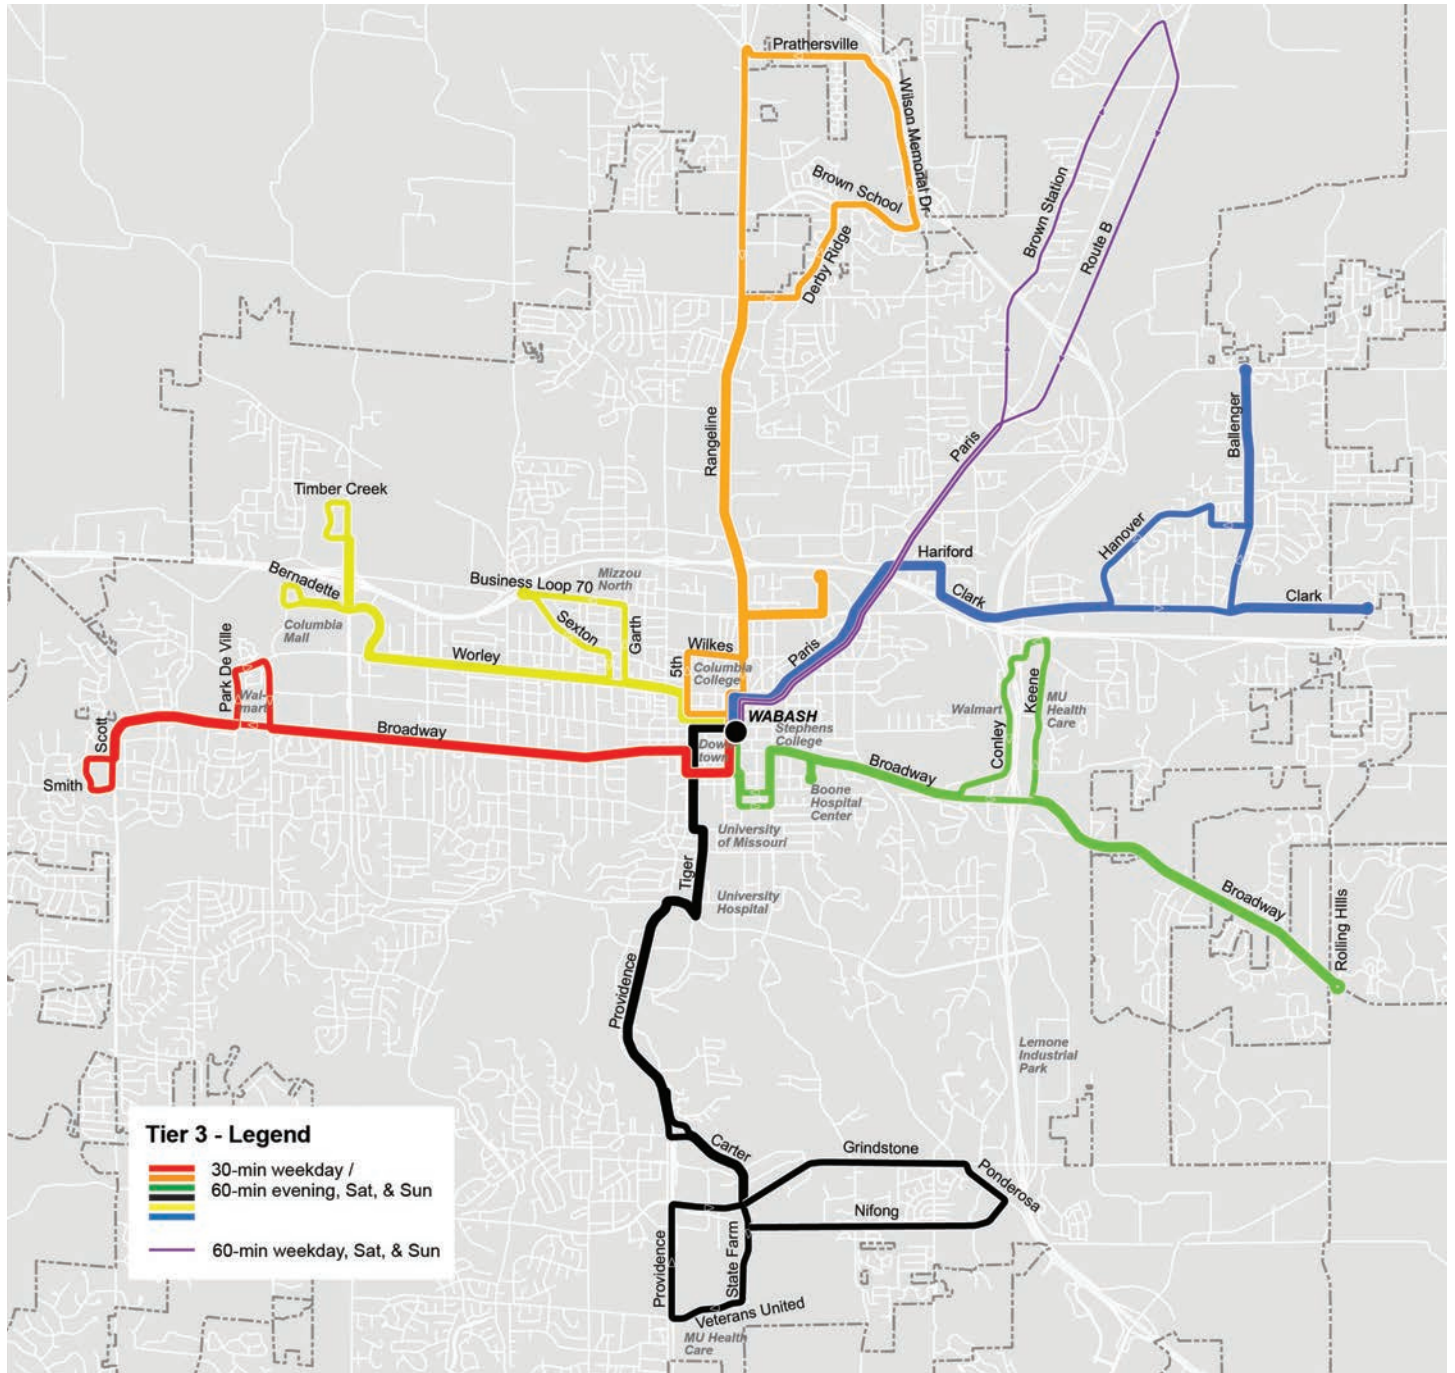 Prathersville
Wilson Memorial Dr
Brown School
Derby Ridge
Brown Station
Route B
Rangeline
Paris
Ballenger
Timber Creek
Hanover
Hariford
Bernadette
Business Loop 70
Mizzou
North
Clark
Clark
Columbia
Mall
Sexton
Garth
Wilkes
5th
Columbia
College
Paris
Worley
Park De Ville
Wal-
mart
Keene
MU
Health
Care
Walmart
Conley
WABASH
Stephens
College
Down
town
Scott
Broadway
Broadway
Smith
Boone
Hospital
Center
University
of Missouri
Tiger
University
Hospital
Broadway
Rolling HIlls
Providence
Lemone
Industrial
Park
Tier 3 - Legend
30-min weekday /
60-min evening, Sat, & Sun
60-min weekday, Sat, & Sun
Carter
Grindstone
Ponderosa
Nifong
Providence
State Farm
Veterans United
MU Health
Care